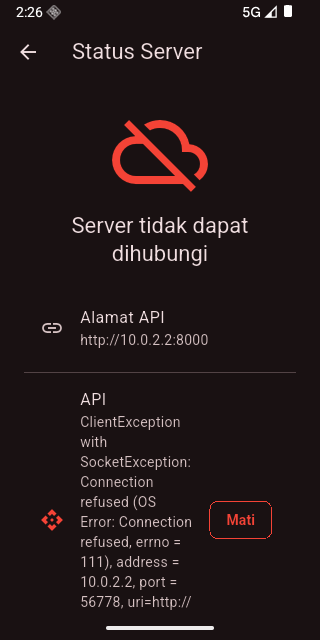 2:26
5G
Status Server
Server tidak dapat
dihubungi
Alamat API
http://10.0.2.2:8000
API
ClientException
with
SocketException:
Connection
refused (OS
Error: Connection
refused, errno =
111), address =
10.0.2.2, port =
56778, uri=http://
Mati